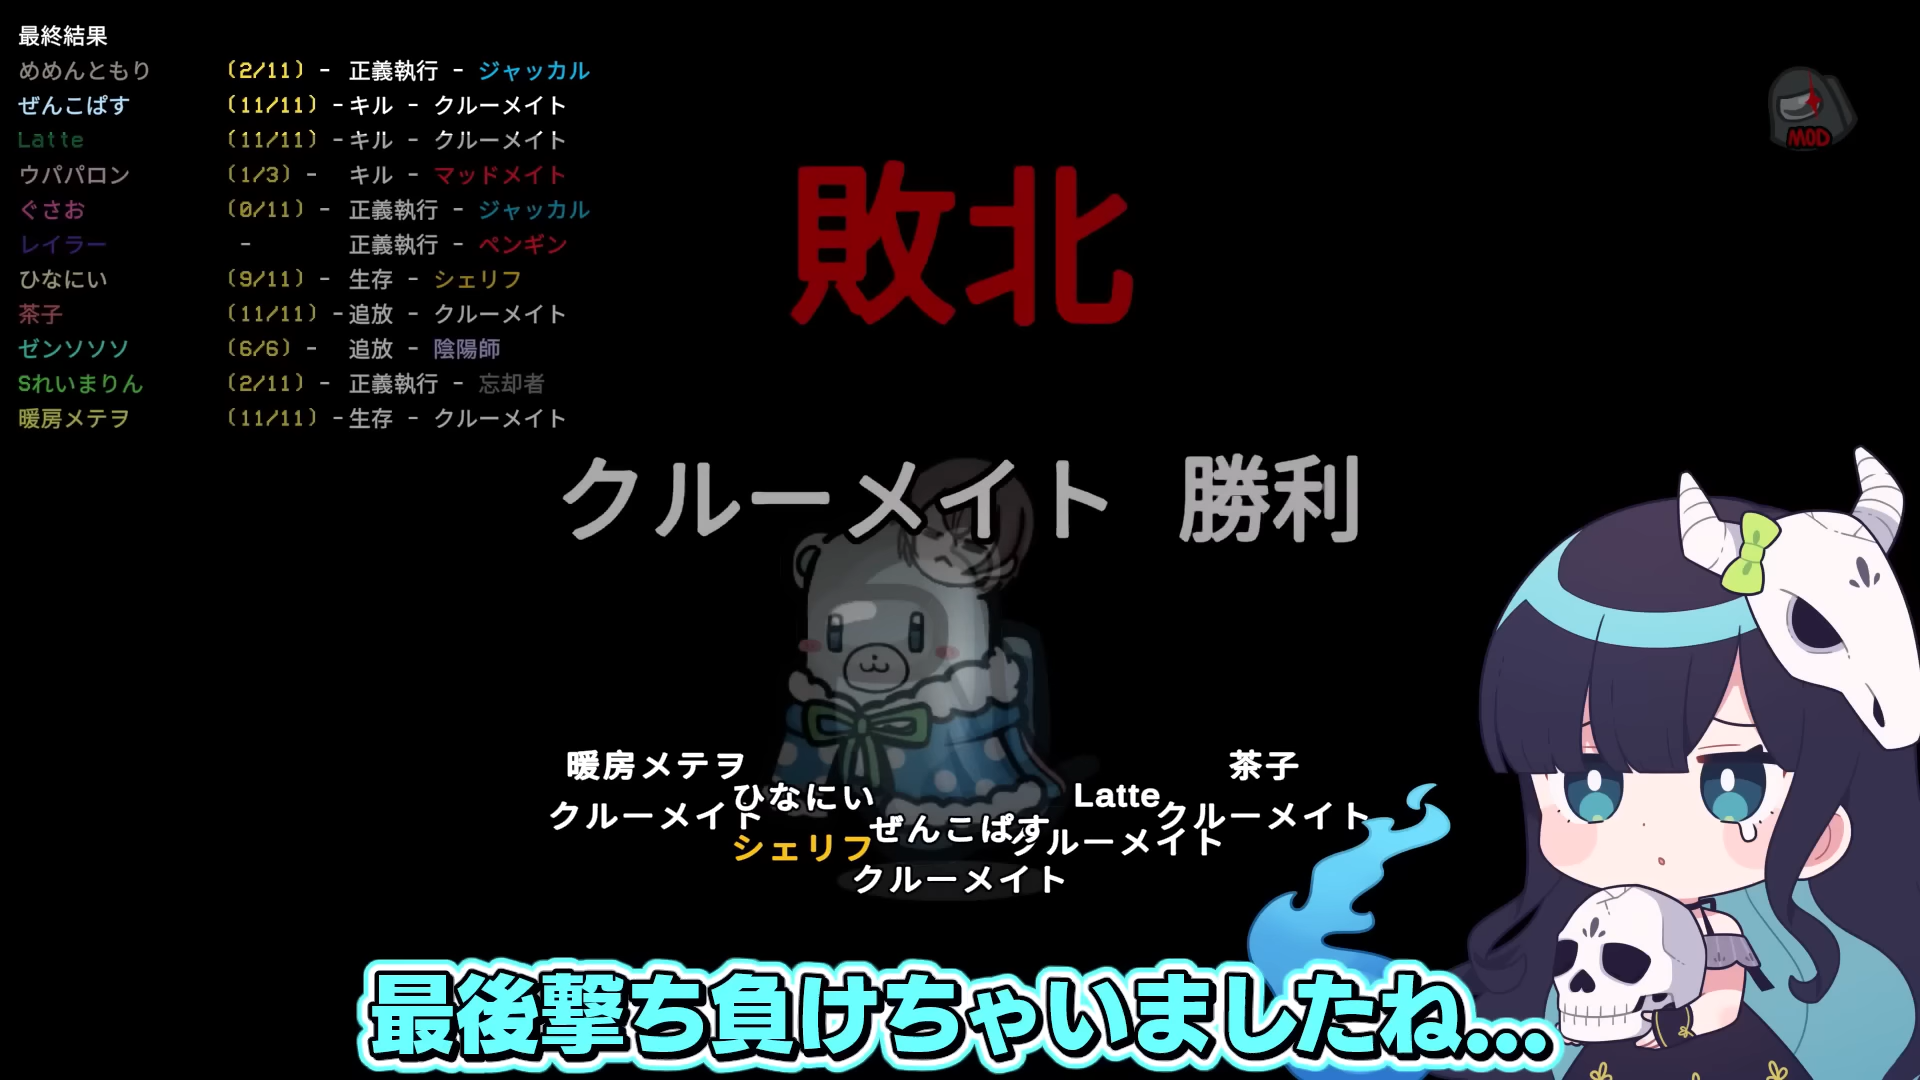 最終結果
めめんともり (2/11) - 正義執行 - ジャッカル
ぜんこぱす (11/11) - キル - クルーメイト
Latte (11/11) - キル - クルーメイト
ウパパロン (1/3) - キル - マッドメイト
ぐさお (0/11) - 正義執行 - ジャッカル
レイラー - 正義執行 - ペンギン
ひなにい (9/11) - 生存 - シェリフ
茶子 (11/11) - 追放 - クルーメイト
ゼンソソソ (6/6) - 追放 - 陰陽師
Sれいまりん (2/11) - 正義執行 - 忘却者
暖房メテヲ (11/11) - 生存 - クルーメイト
MOD
敗北
クルーメイト 勝利
暖房メテヲ
クルーメイト
ひなにい
シェリフ
ぜんこぱす
クルーメイト
Latte
クルーメイト
茶子
クルーメイト
最後撃ち負けちゃいましたね...